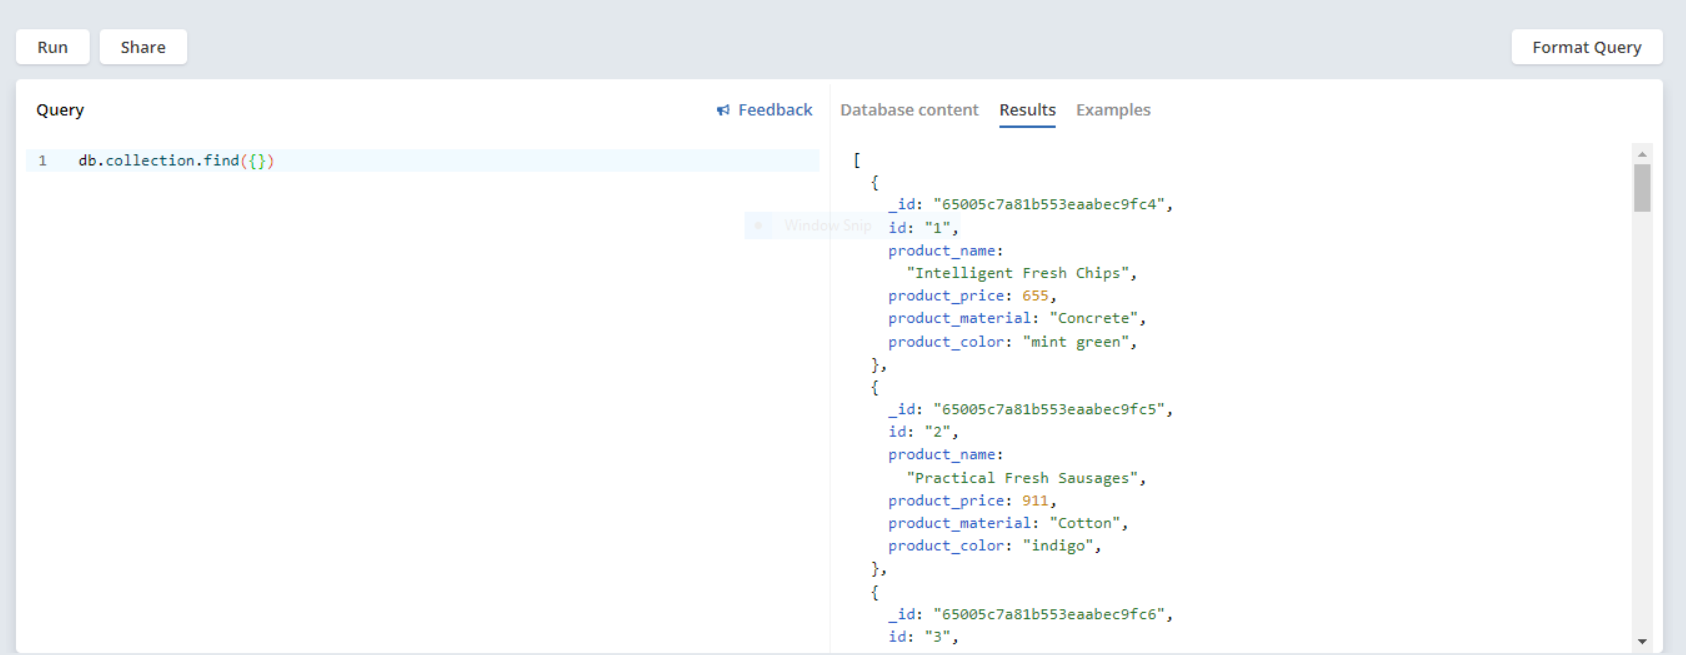 Run Share Format Query
Query Feedback Database content Results Examples
1 db.collection.find({})
[
{
_id: "65005c7a81b553eaabec9fc4",
Window Snip
id: "1",
product_name:
"Intelligent Fresh Chips",
product_price: 655,
product_material: "Concrete",
product_color: "mint green",
},
{
_id: "65005c7a81b553eaabec9fc5",
id: "2",
product_name:
"Practical Fresh Sausages",
product_price: 911,
product_material: "Cotton",
product_color: "indigo",
},
{
_id: "65005c7a81b553eaabec9fc6",
id: "3",